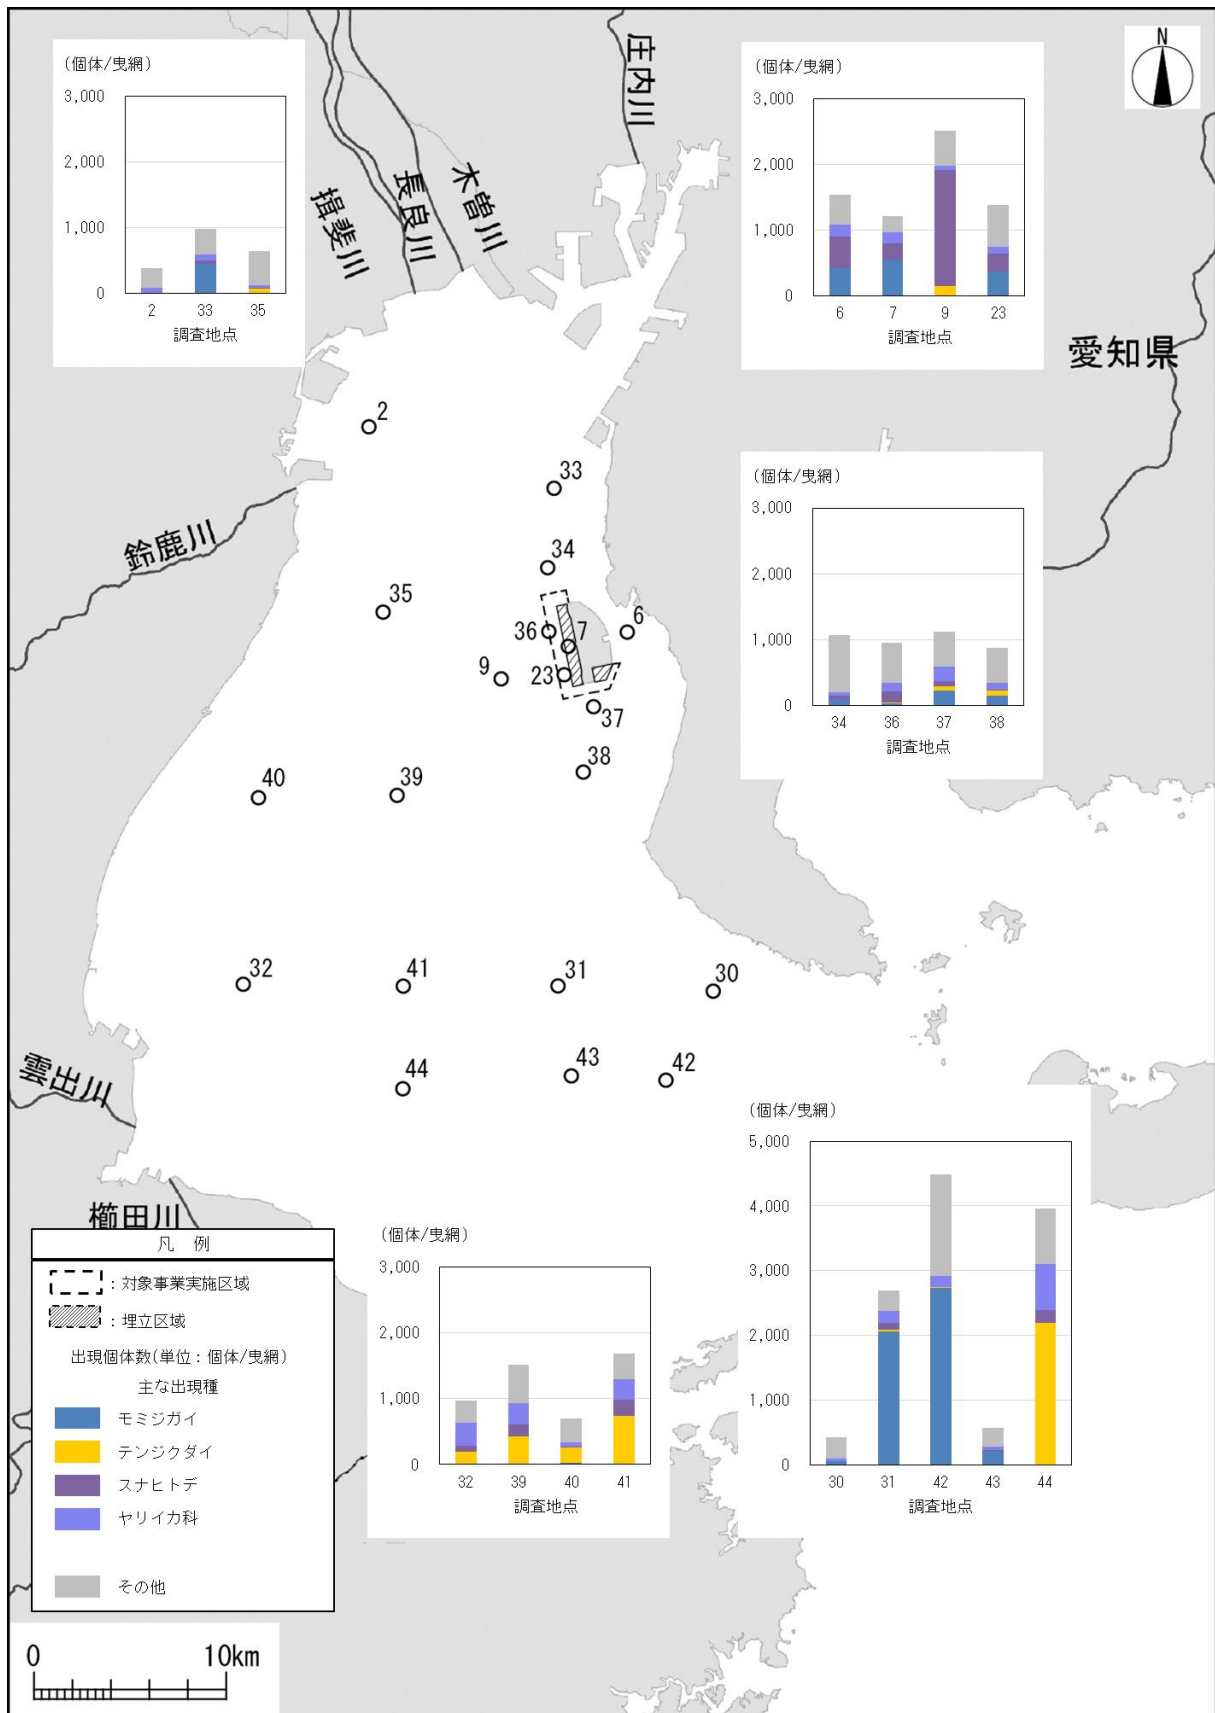 (個体/曳網)
3,000
2,000
1,000
0
2 33 35
調査地点
揖斐川
長良川
木曽川
庄内川
N
(個体/曳網)
3,000
2,000
1,000
0
6 7 9 23
調査地点
愛知県
2
33
鈴鹿川
34
35
36
7
6
9
23
37
38
40
39
(個体/曳網)
3,000
2,000
1,000
0
34 36 37 38
調査地点
32
41
31
30
雲出川
44
43
42
櫛田川
凡 例
:対象事業実施区域
:埋立区域
出現個体数(単位:個体/曳網)
主な出現種
モミジガイ
テンジクダイ
スナヒトデ
ヤリイカ科
その他
(個体/曳網)
3,000
2,000
1,000
0
32 39 40 41
調査地点
(個体/曳網)
5,000
4,000
3,000
2,000
1,000
0
30 31 42 43 44
調査地点
0 10km